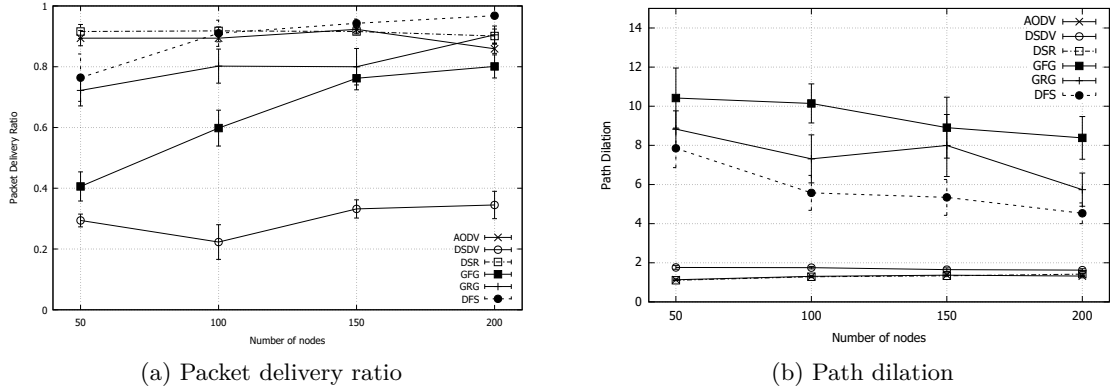 1
0.8
0.6
0.4
0.2
0
Packet Delivery Ratio
50
100
150
200
Number of nodes
AODV
DSDV
DSR
GFG
GRG
DFS
(a) Packet delivery ratio
14
12
10
8
6
4
2
0
Path Dilation
50
100
150
200
Number of nodes
AODV
DSDV
DSR
GFG
GRG
DFS
(b) Path dilation